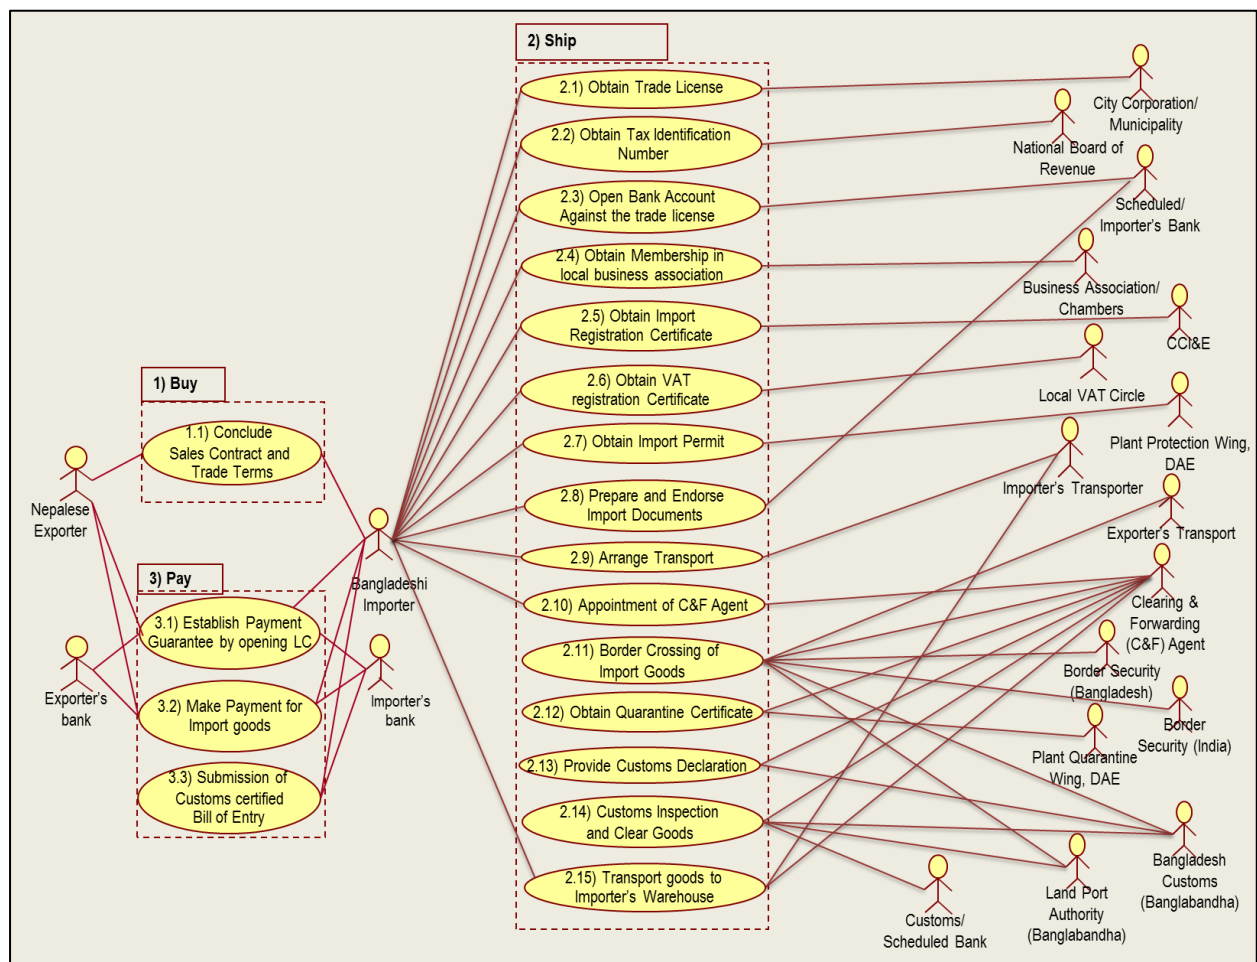 1) Buy
1.1) Conclude
Sales Contract and
Trade Terms
Nepalese
Exporter
3) Pay
3.1) Establish Payment
Guarantee by opening LC
3.2) Make Payment for
Import goods
3.3) Submission of
Customs certified
Bill of Entry
Exporter's
bank
Bangladeshi
Importer
Importer's
bank
2) Ship
2.1) Obtain Trade License
2.2) Obtain Tax Identification
Number
2.3) Open Bank Account
Against the trade license
2.4) Obtain Membership in
local business association
2.5) Obtain Import
Registration Certificate
2.6) Obtain VAT
registration Certificate
2.7) Obtain Import Permit
2.8) Prepare and Endorse
Import Documents
2.9) Arrange Transport
2.10) Appointment of C&F Agent
2.11) Border Crossing of
Import Goods
2.12) Obtain Quarantine Certificate
2.13) Provide Customs Declaration
2.14) Customs Inspection
and Clear Goods
2.15) Transport goods to
Importer's Warehouse
City Corporation/
Municipality
National Board of
Revenue
Scheduled/
Importer's Bank
Business Association/
Chambers
CCI&E
Local VAT Circle
Plant Protection Wing,
DAE
Importer's Transporter
Exporter's Transport
Clearing &
Forwarding
(C&F) Agent
Border Security
(Bangladesh)
Border
Security (India)
Plant Quarantine
Wing, DAE
Bangladesh
Customs
(Banglabandha)
Land Port
Authority
(Banglabandha)
Customs/
Scheduled Bank